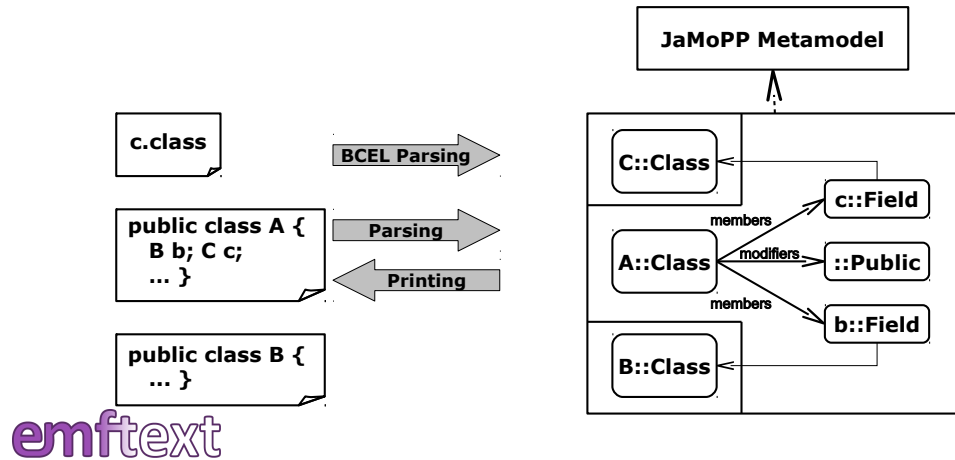 JaMoPP Metamodel
c.class
BCEL Parsing
C::Class
c::Field
members
public class A {
B b; C c;
... }
Parsing
Printing
A::Class
modifiers
::Public
members
b::Field
public class B {
... }
B::Class
emftext